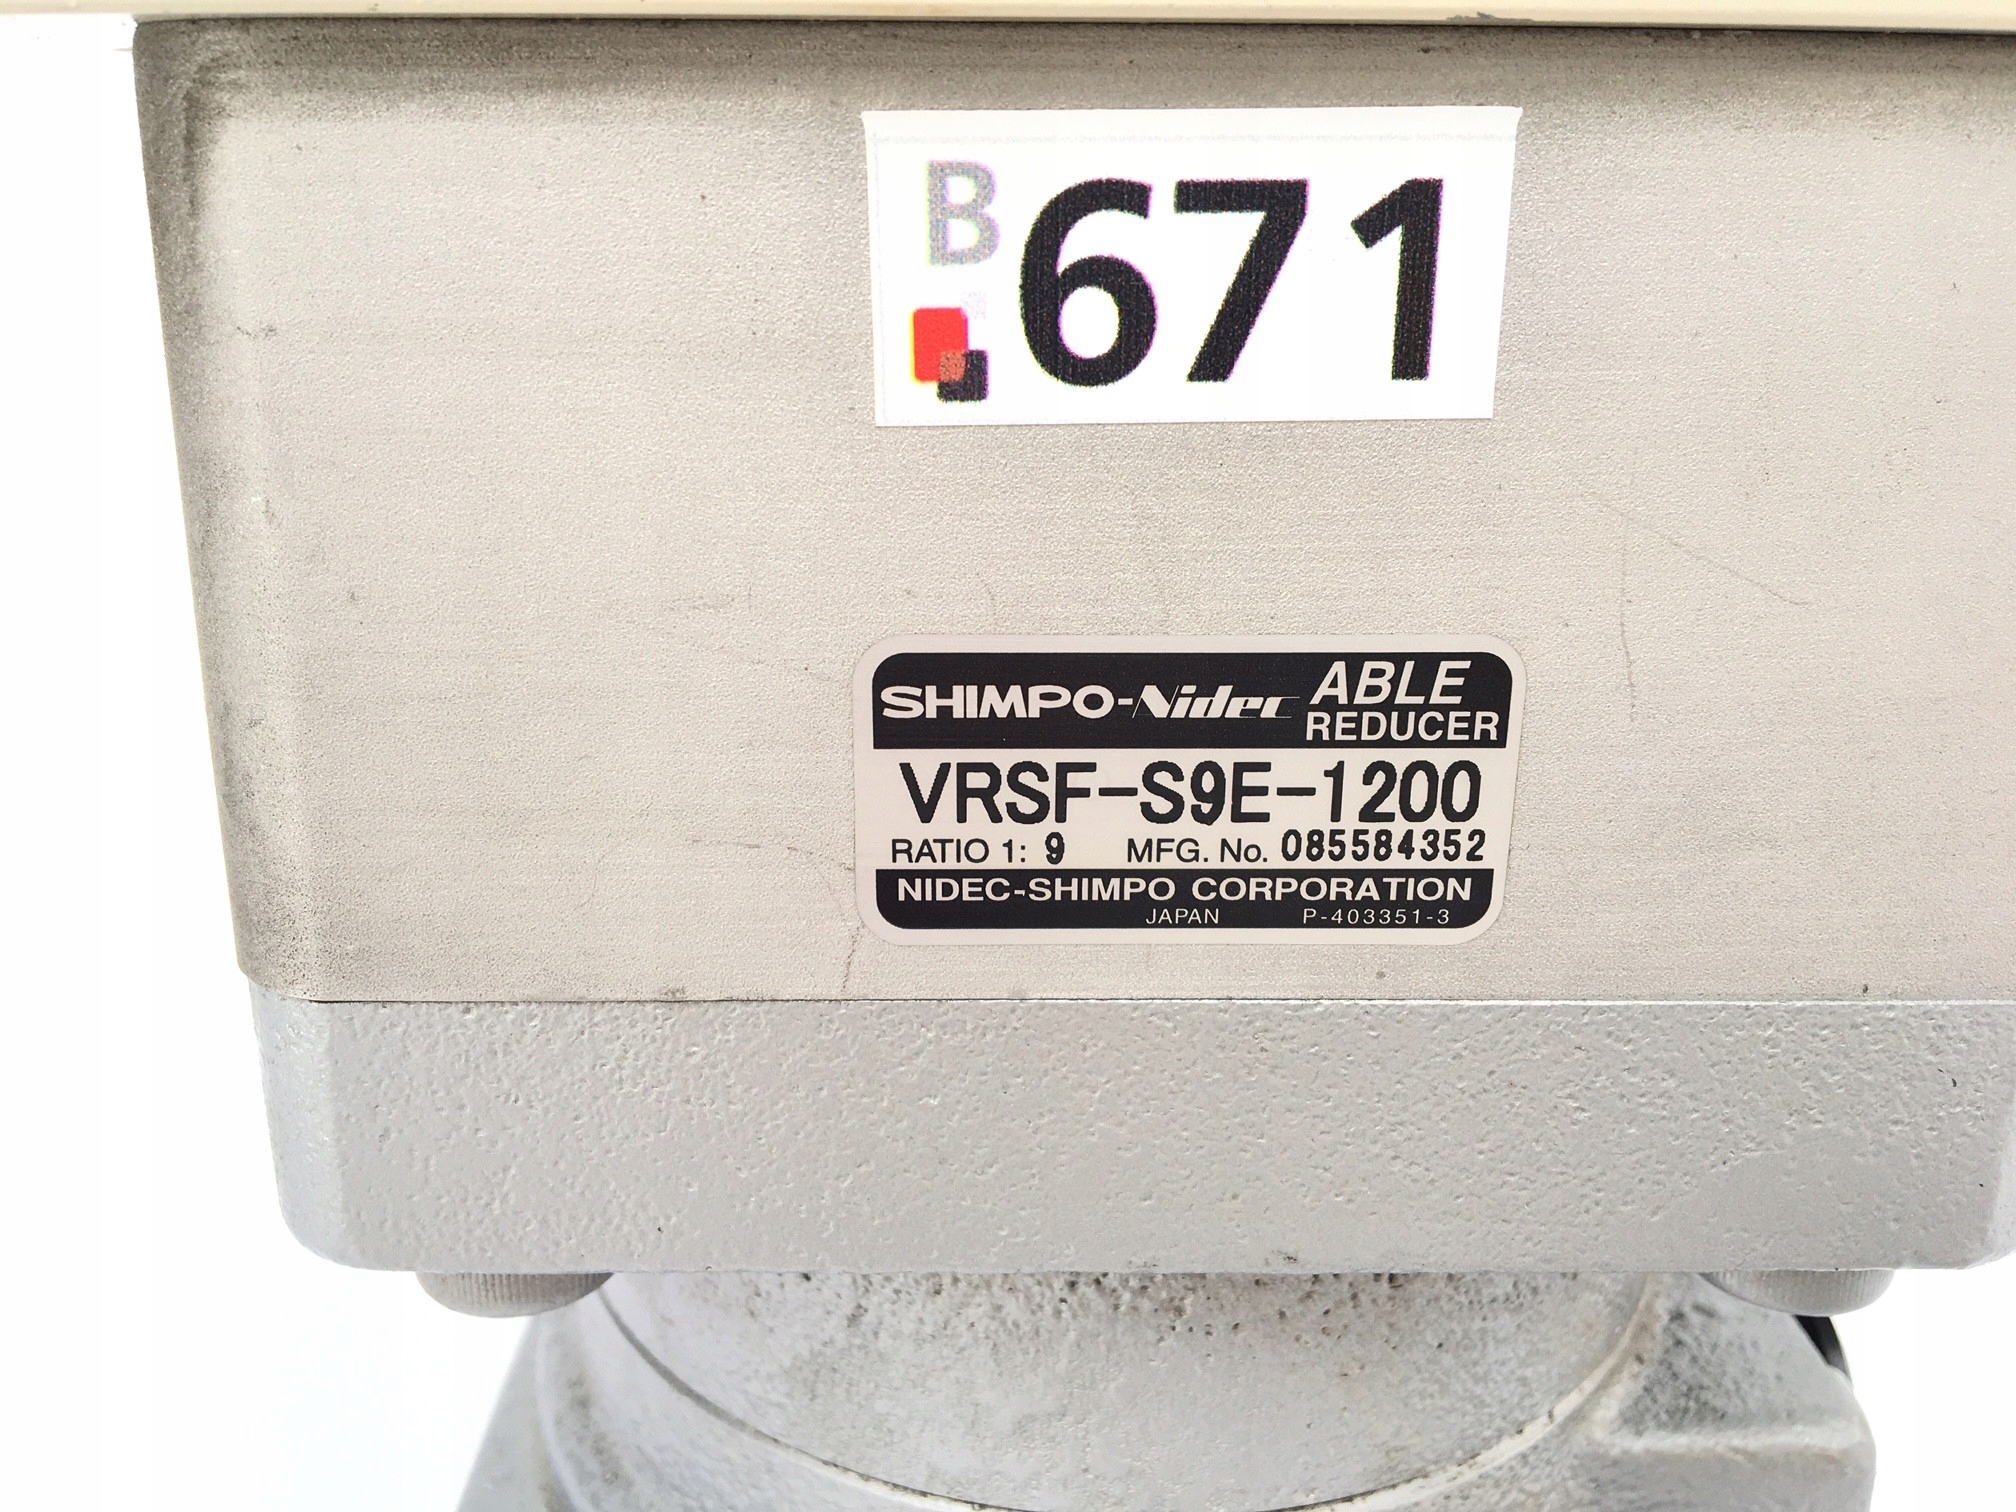 B
671
SHIMPO-Nidec ABLE
REDUCER
VRSF-S9E-1200
RATIO 1: 9 MFG. No. 085584352
NIDEC-SHIMPO CORPORATION
JAPAN P-403351-3